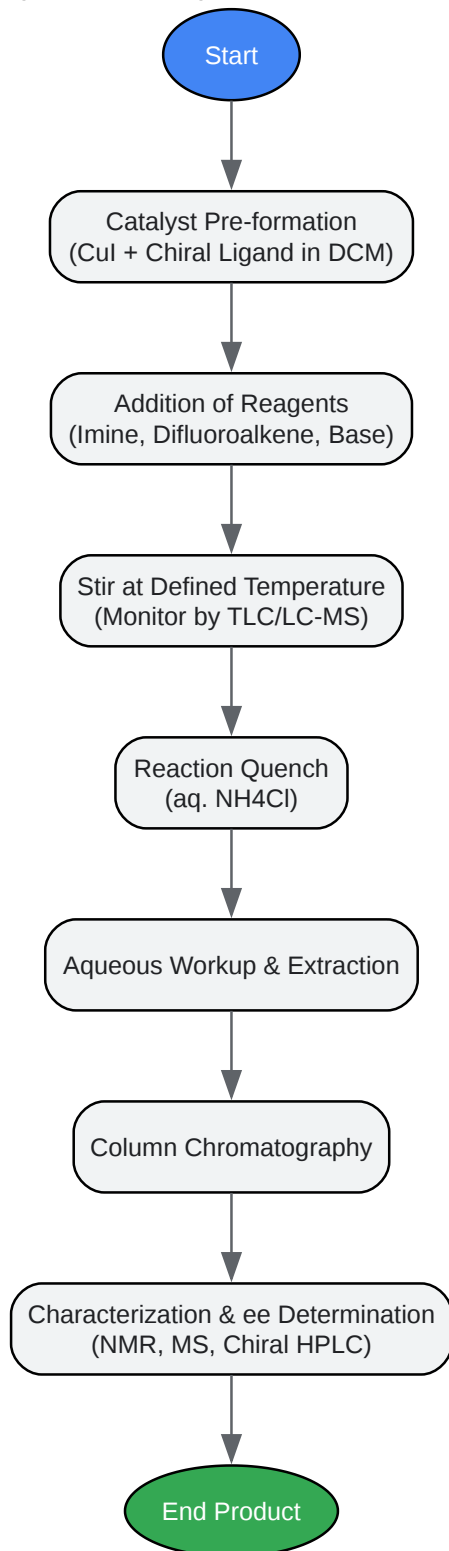 Start
Catalyst Pre-formation
(CuI + Chiral Ligand in DCM)
Addition of Reagents
(Imine, Difluoroalkene, Base)
Stir at Defined Temperature
(Monitor by TLC/LC-MS)
Reaction Quench
(aq. NH4Cl)
Aqueous Workup & Extraction
Column Chromatography
Characterization & ee Determination
(NMR, MS, Chiral HPLC)
End Product